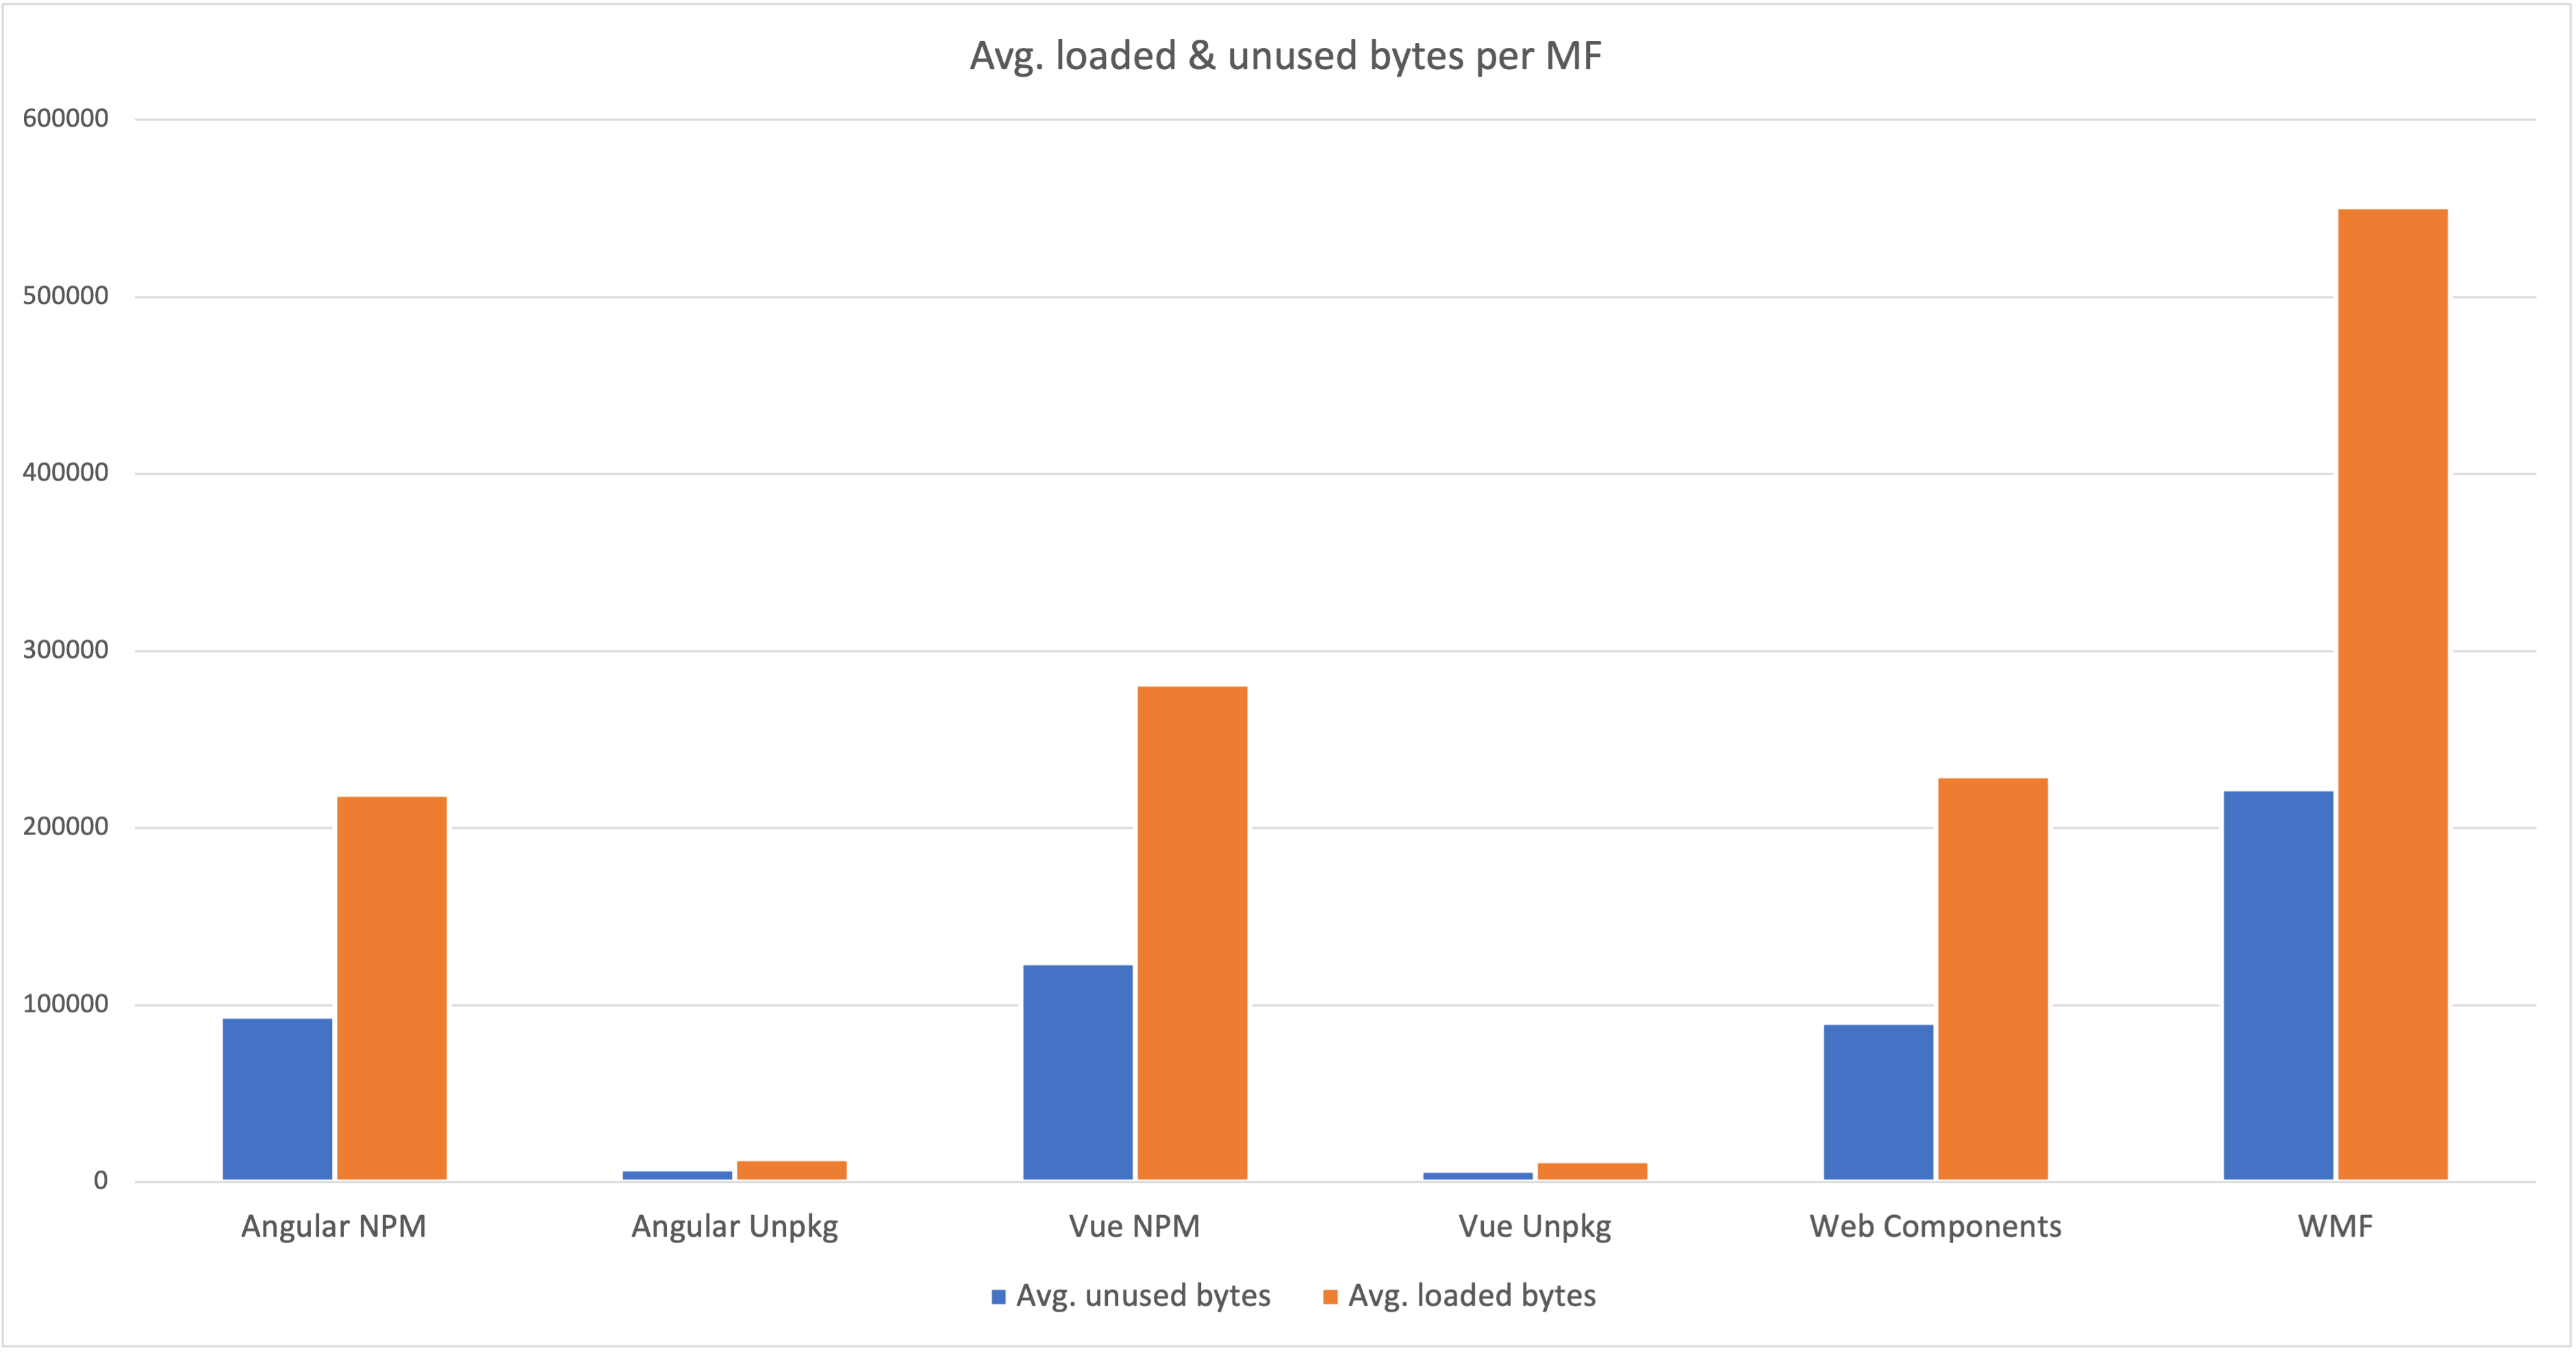 Avg. loaded & unused bytes per MF
600000
500000
400000
300000
200000
100000
0
Angular NPM Angular Unpkg Vue NPM Vue Unpkg Web Components WMF
Avg. unused bytes Avg. loaded bytes